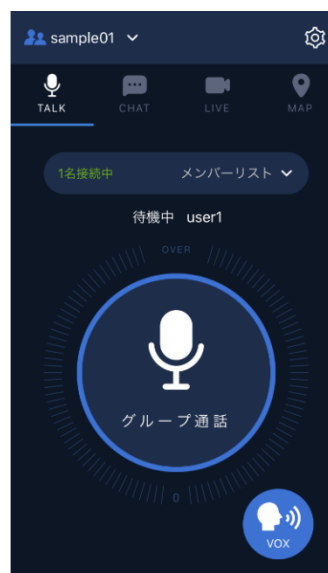 sample01
TALK CHAT LIVE MAP
1名接続中 メンバーリスト
待機中 user1
OVER
グループ通話
0
VOX